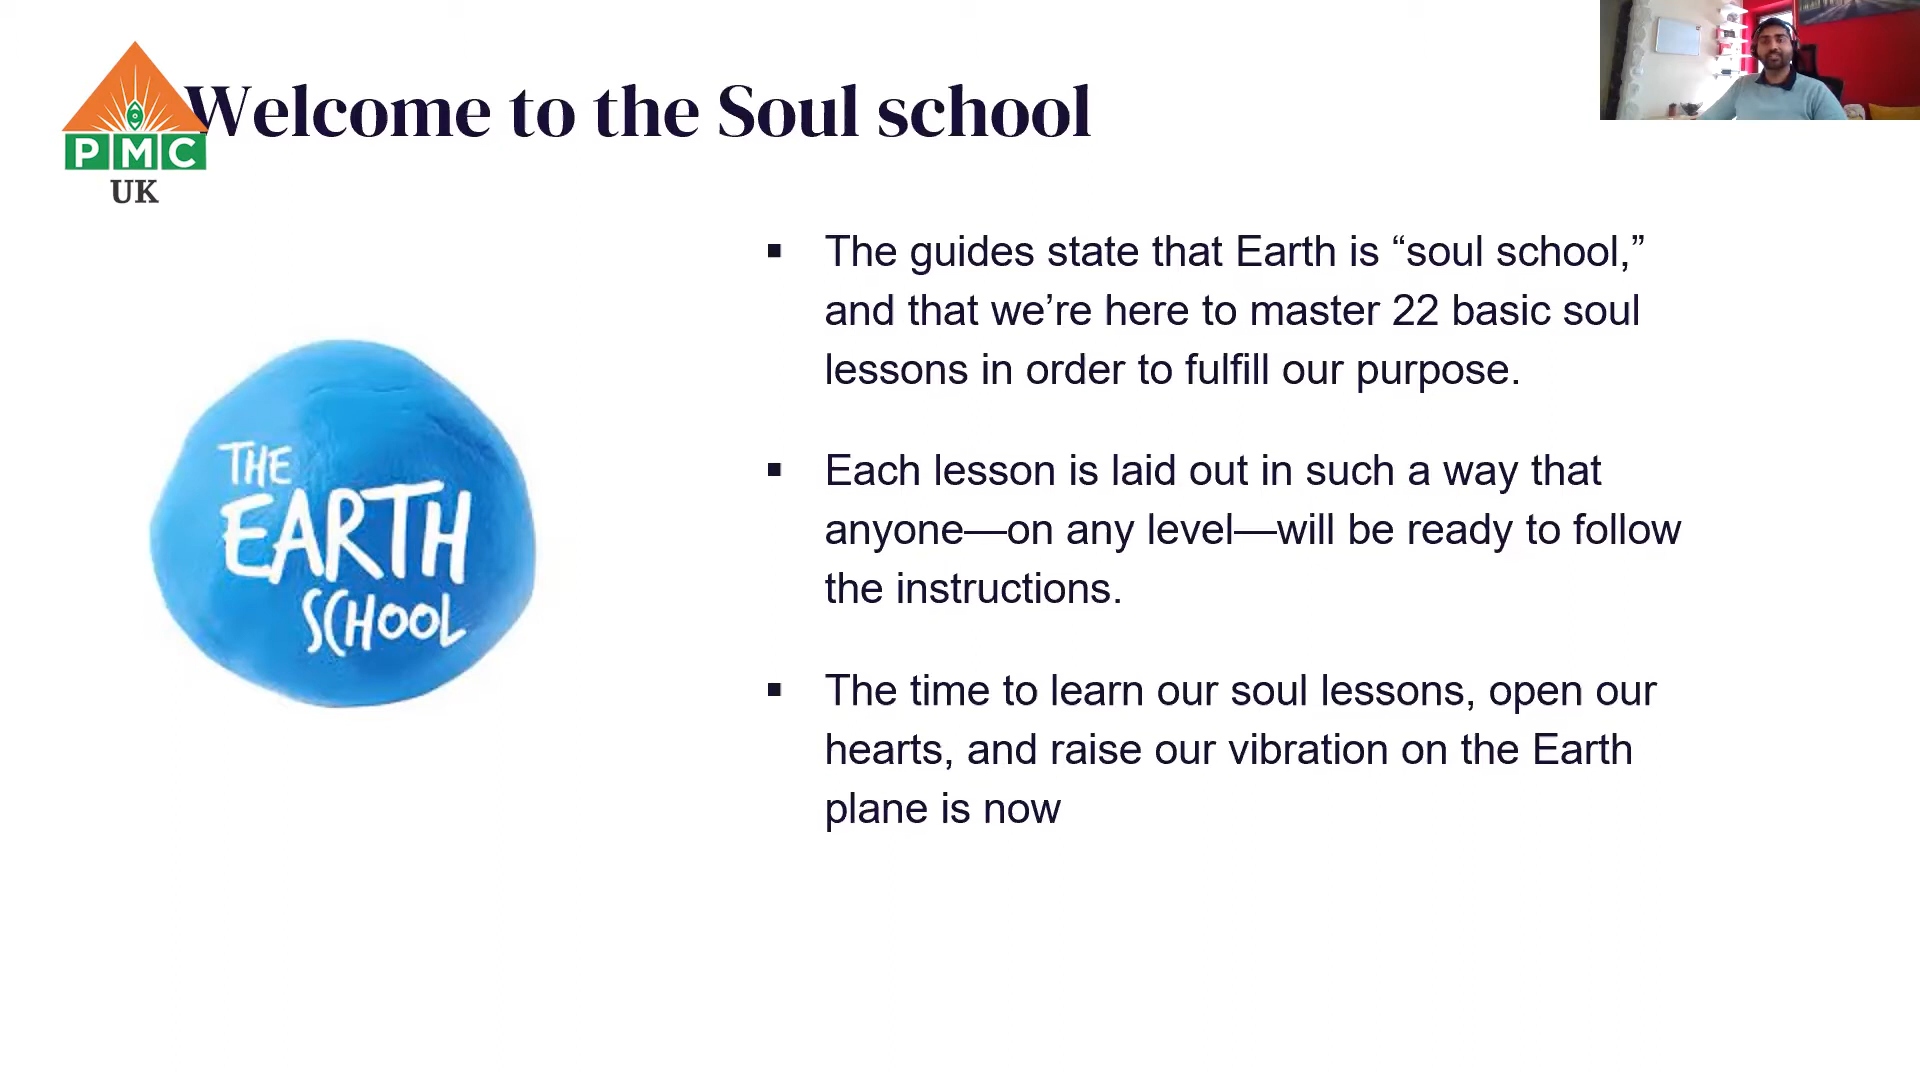 Welcome to the Soul school
PMC
UK
THE
EARTH
SCHOOL
▪ The guides state that Earth is “soul school,”
and that we’re here to master 22 basic soul
lessons in order to fulfill our purpose.
▪ Each lesson is laid out in such a way that
anyone—on any level—will be ready to follow
the instructions.
▪ The time to learn our soul lessons, open our
hearts, and raise our vibration on the Earth
plane is now